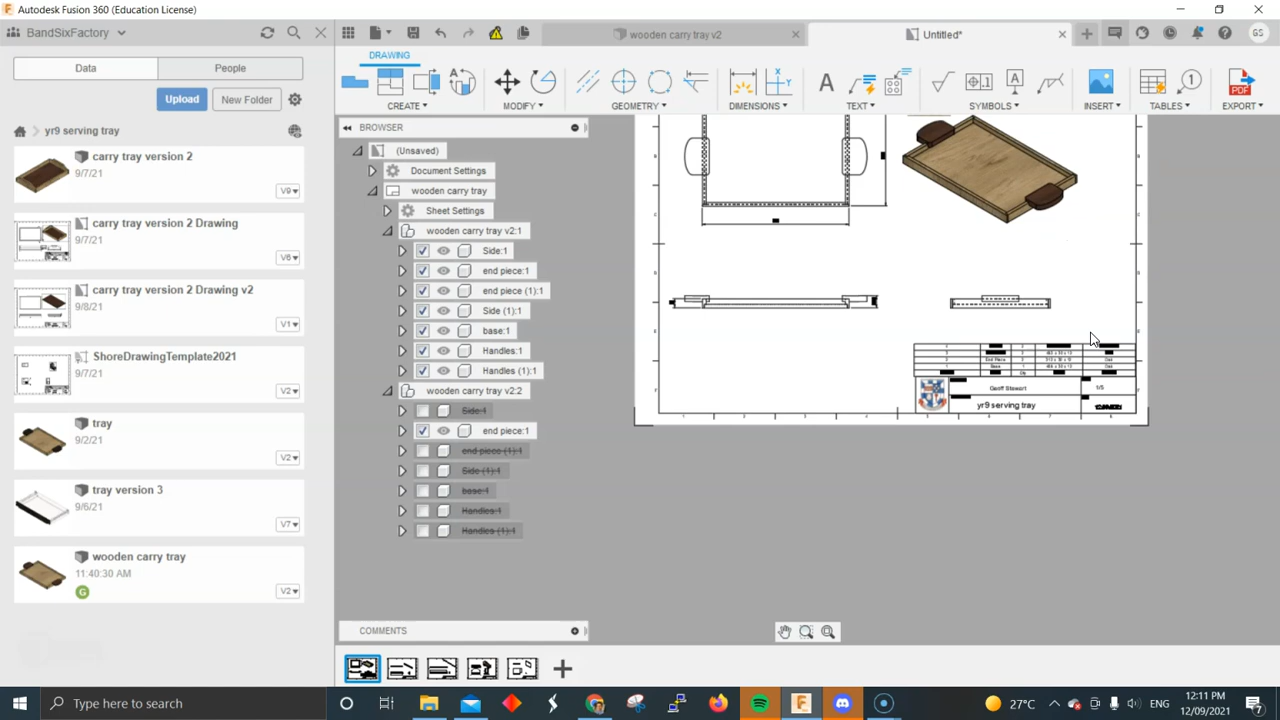 Autodesk Fusion 360 (Education License)
BandSixFactory
wooden carry tray v2
Untitled*
GS
Data
People
DRAWING
Upload
New Folder
CREATE
MODIFY
GEOMETRY
DIMENSIONS
TEXT
SYMBOLS
INSERT
TABLES
EXPORT
yr9 serving tray
BROWSER
carry tray version 2
9/7/21
V9
(Unsaved)
Document Settings
wooden carry tray
Sheet Settings
carry tray version 2 Drawing
9/7/21
V6
wooden carry tray v2:1
Side:1
end piece:1
carry tray version 2 Drawing v2
9/8/21
V1
end piece (1):1
Side (1):1
base:1
ShoreDrawingTemplate2021
9/7/21
V2
Handles:1
Handles (1):1
wooden carry tray v2:2
Side:1
tray
9/2/21
V2
end piece:1
end piece (1):1
Side (1):1
tray version 3
9/6/21
V7
base:1
Handles:1
Handles (1):1
wooden carry tray
11:40:30 AM
G
V2
Geoff Stewart
1/5
yr9 serving tray
COMMENTS
Type here to search
27°C
ENG
12:11 PM
12/09/2021